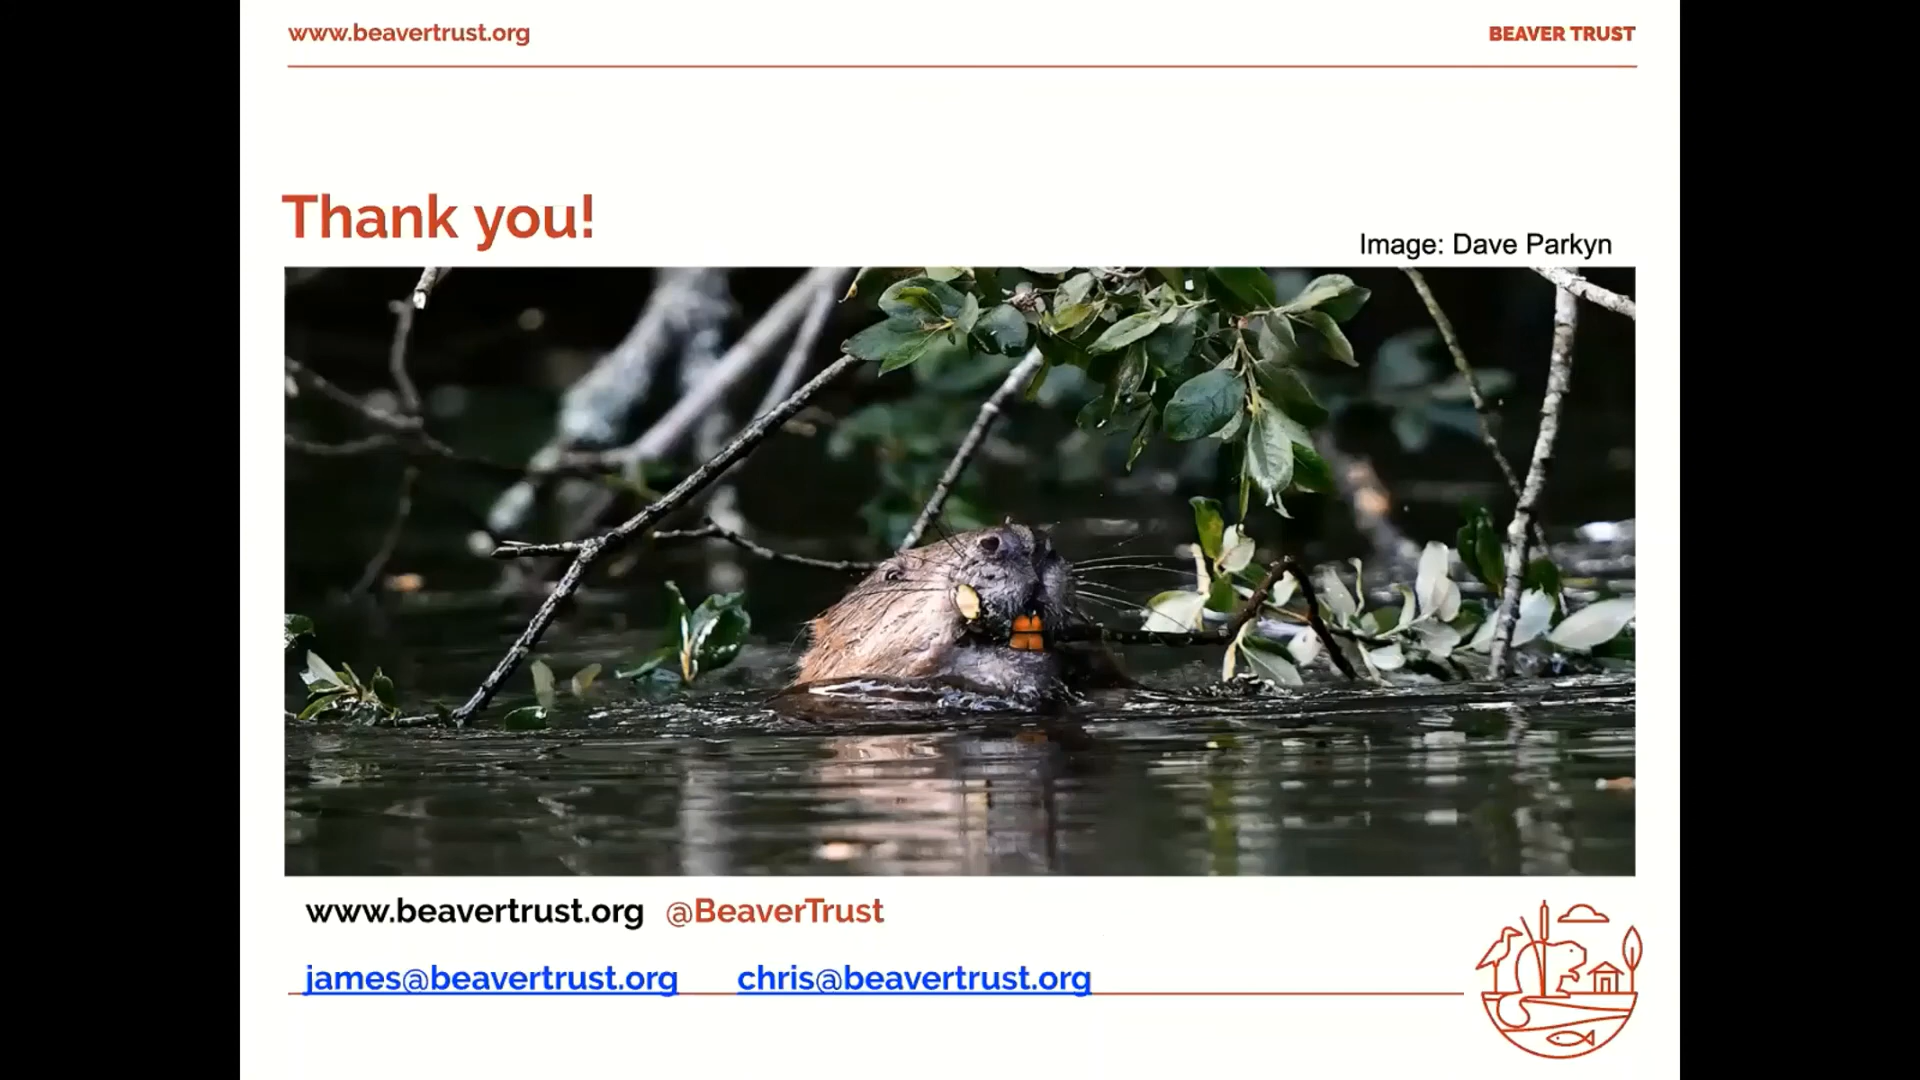 www.beavertrust.org BEAVER TRUST
Thank you!
Image: Dave Parkyn
www.beavertrust.org @BeaverTrust
james@beavertrust.org chris@beavertrust.org